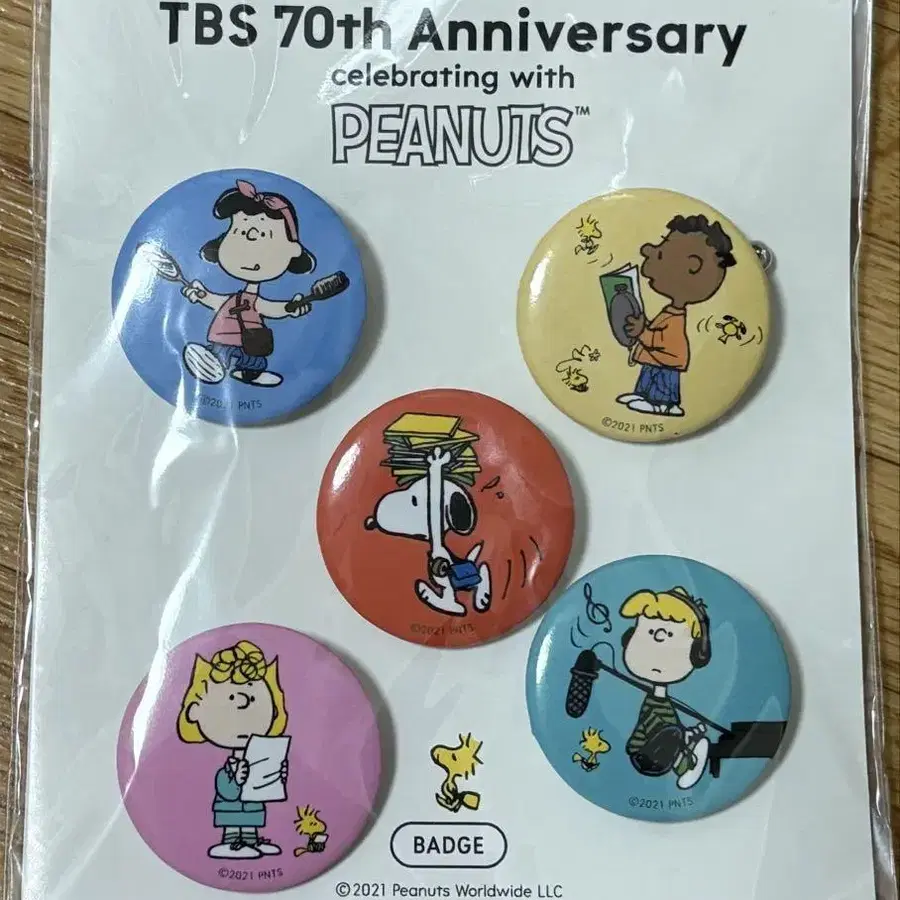 TBS 70th Anniversary
celebrating with
PEANUTS™
©2021 PNTS
©2021 PNTS
©2021 PNTS
©2021 PNTS
©2021 PNTS
BADGE
©2021 Peanuts Worldwide LLC